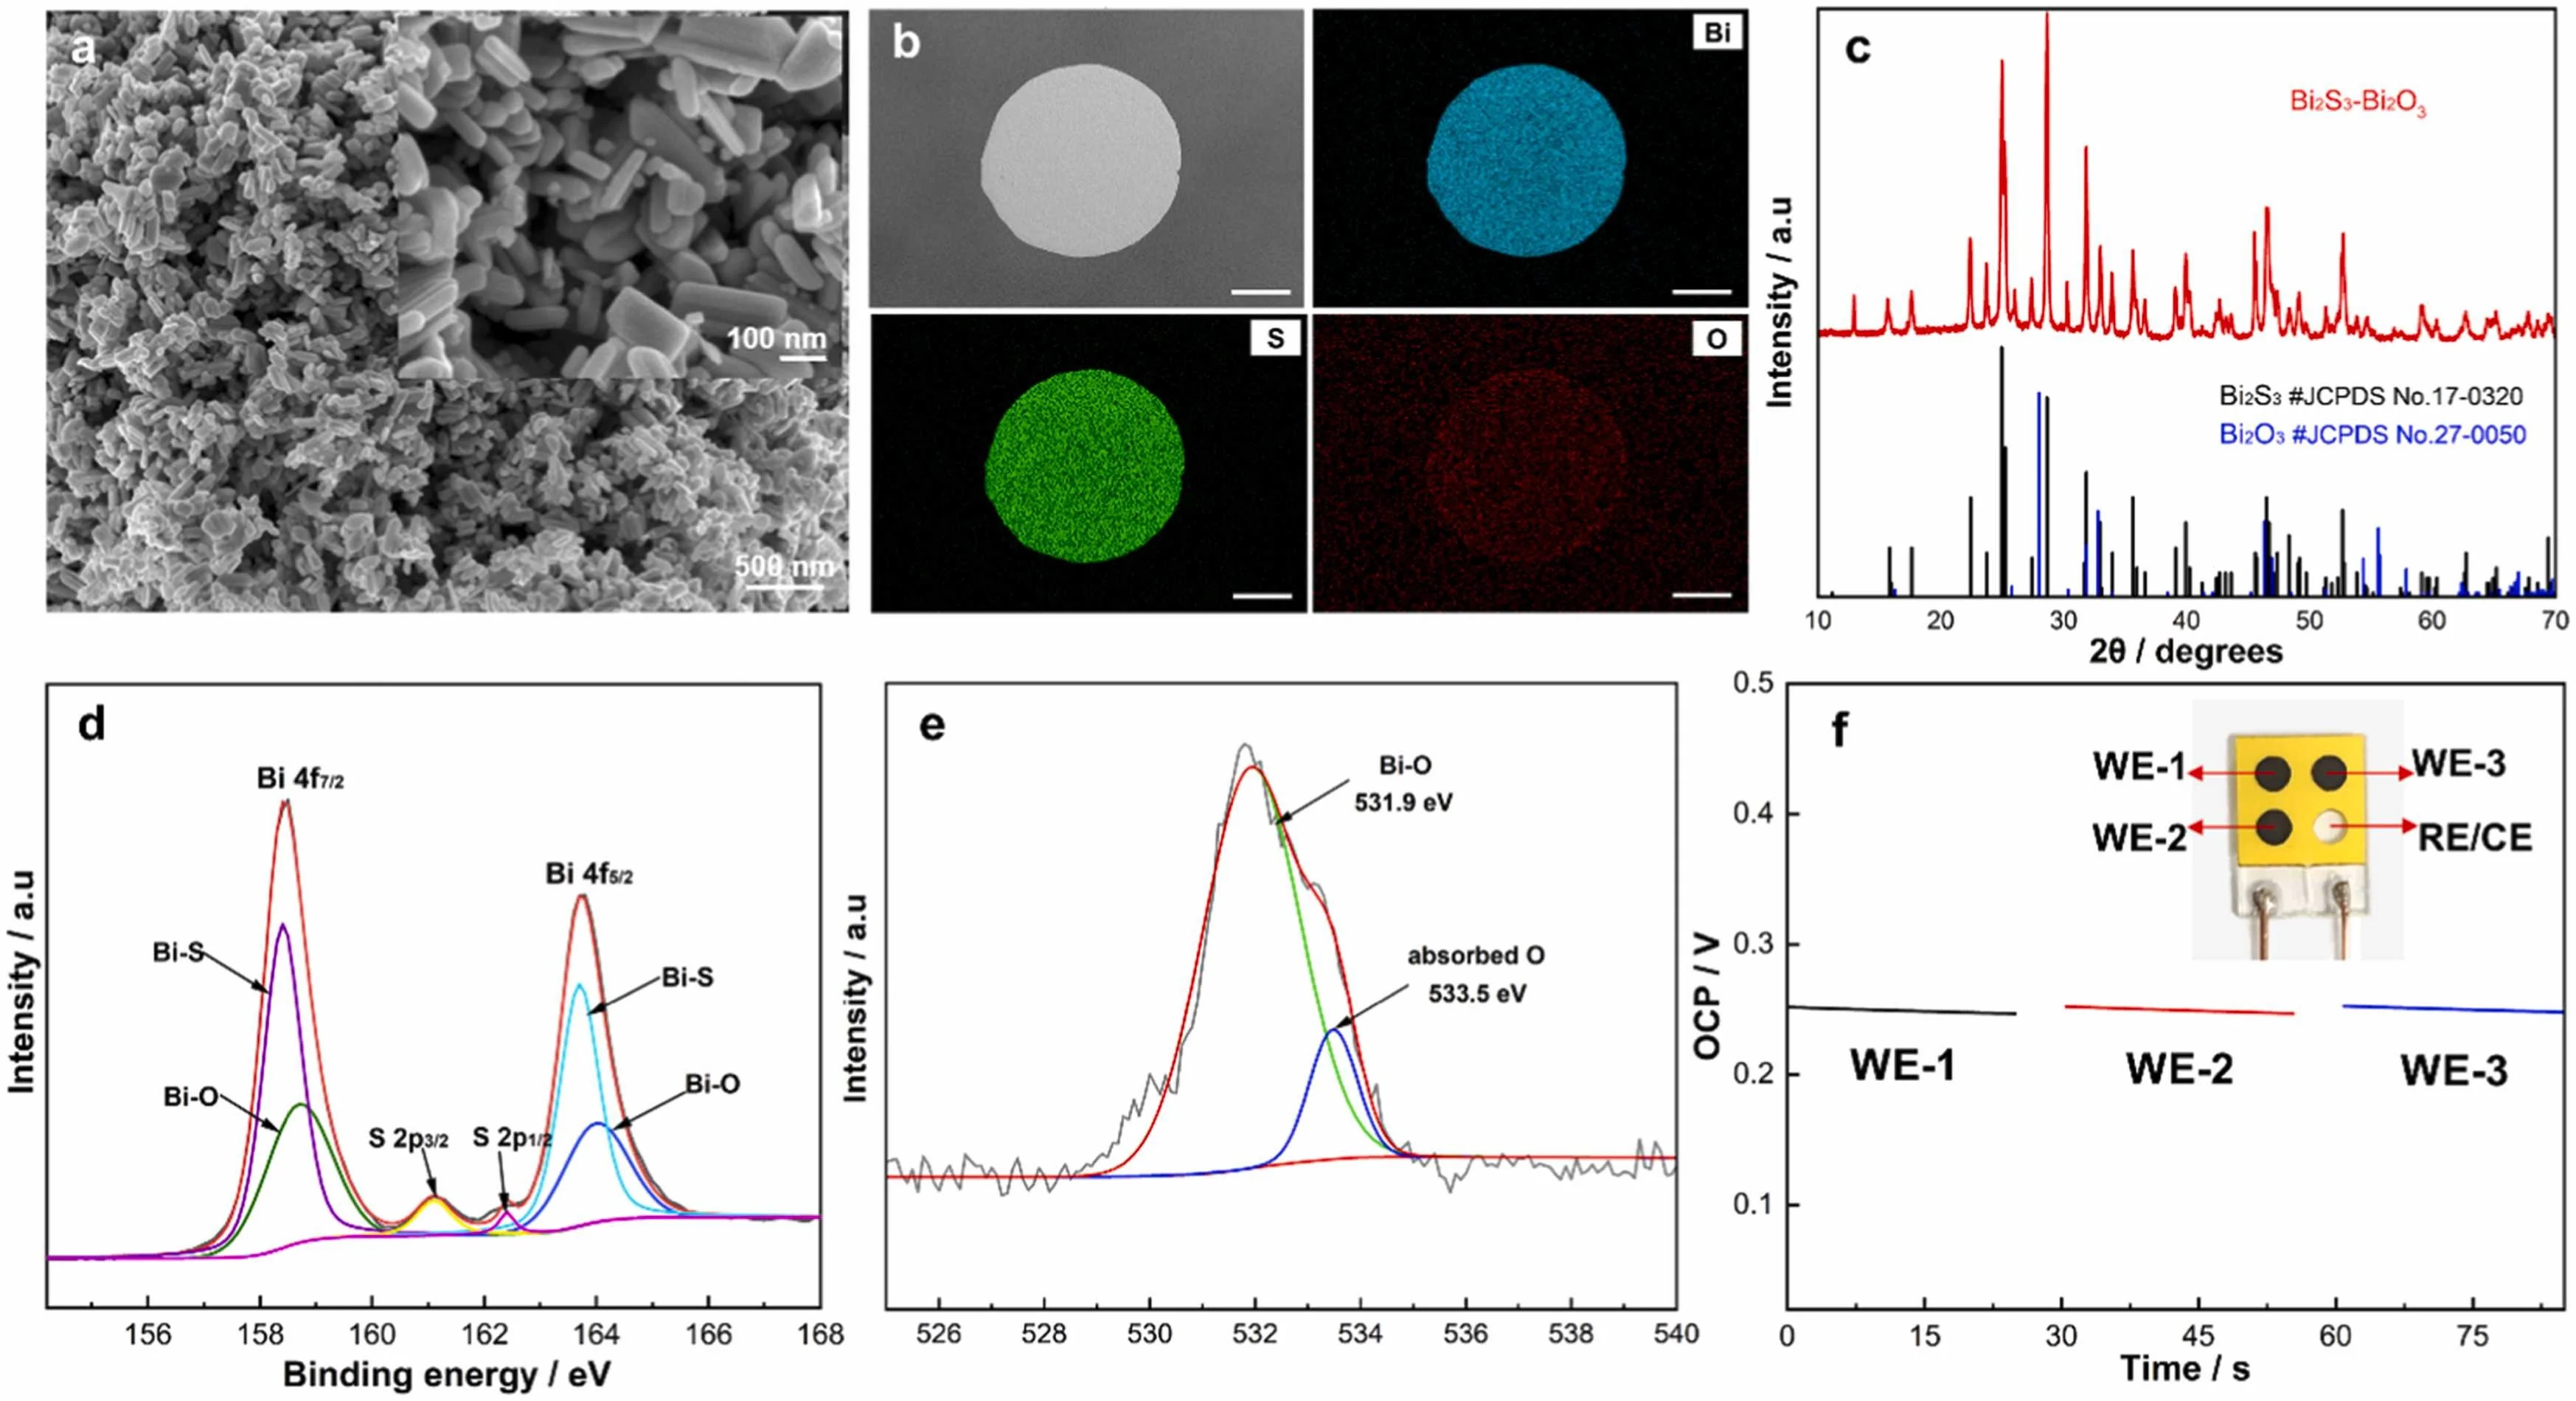 a
100 nm
500 nm
b
Bi
S
O
c
Bi₂S₃-Bi₂O₃
Bi₂S₃ #JCPDS No.17-0320
Bi₂O₃ #JCPDS No.27-0050
Intensity / a.u
10 20 30 40 50 60 70
2θ / degrees
d
Bi 4f7/2
Bi-S
Bi-O
S 2p3/2
S 2p1/2
Bi 4f5/2
Bi-S
Bi-O
Intensity / a.u
156 158 160 162 164 166 168
Binding energy / eV
e
Bi-O
531.9 eV
absorbed O
533.5 eV
Intensity / a.u
526 528 530 532 534 536 538 540
f
WE-1
WE-3
WE-2
RE/CE
0.5
0.4
0.3
0.2
0.1
OCP / V
WE-1
WE-2
WE-3
0 15 30 45 60 75
Time / s